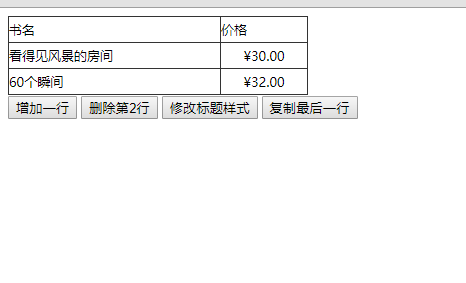 书名 价格
看得见风景的房间 ¥30.00
60个瞬间 ¥32.00
增加一行 删除第2行 修改标题样式 复制最后一行